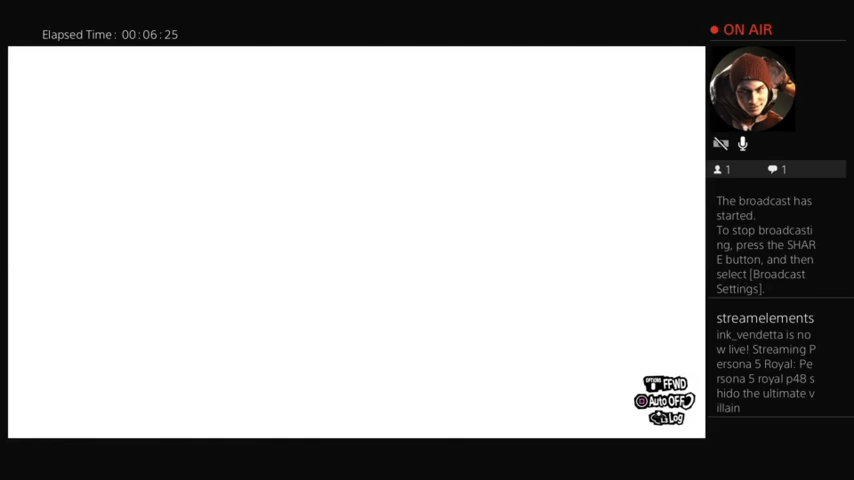 Elapsed Time: 00:06:25
ON AIR
1 1
The broadcast has
started.
To stop broadcasti
ng, press the SHAR
E button, and then
select [Broadcast
Settings].
streamelements
ink_vendetta is no
w live! Streaming P
ersona 5 Royal: Pe
rsona 5 royal p48 s
hido the ultimate v
illain
OPTIONS FFWD
Auto OFF
Log